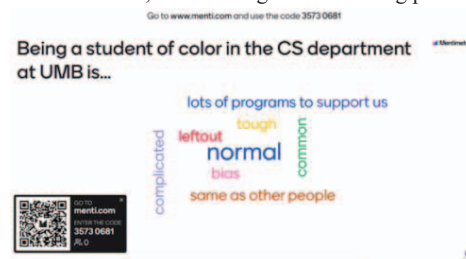 Go to www.menti.com and use the code 3573 0681
Being a student of color in the CS department
at UMB is...
Mentimete
lots of programs to support us
tough
leftout
normal
common
complicated
bias
same as other people
GO TO
menti.com
ENTER THE CODE
3573 0681
0